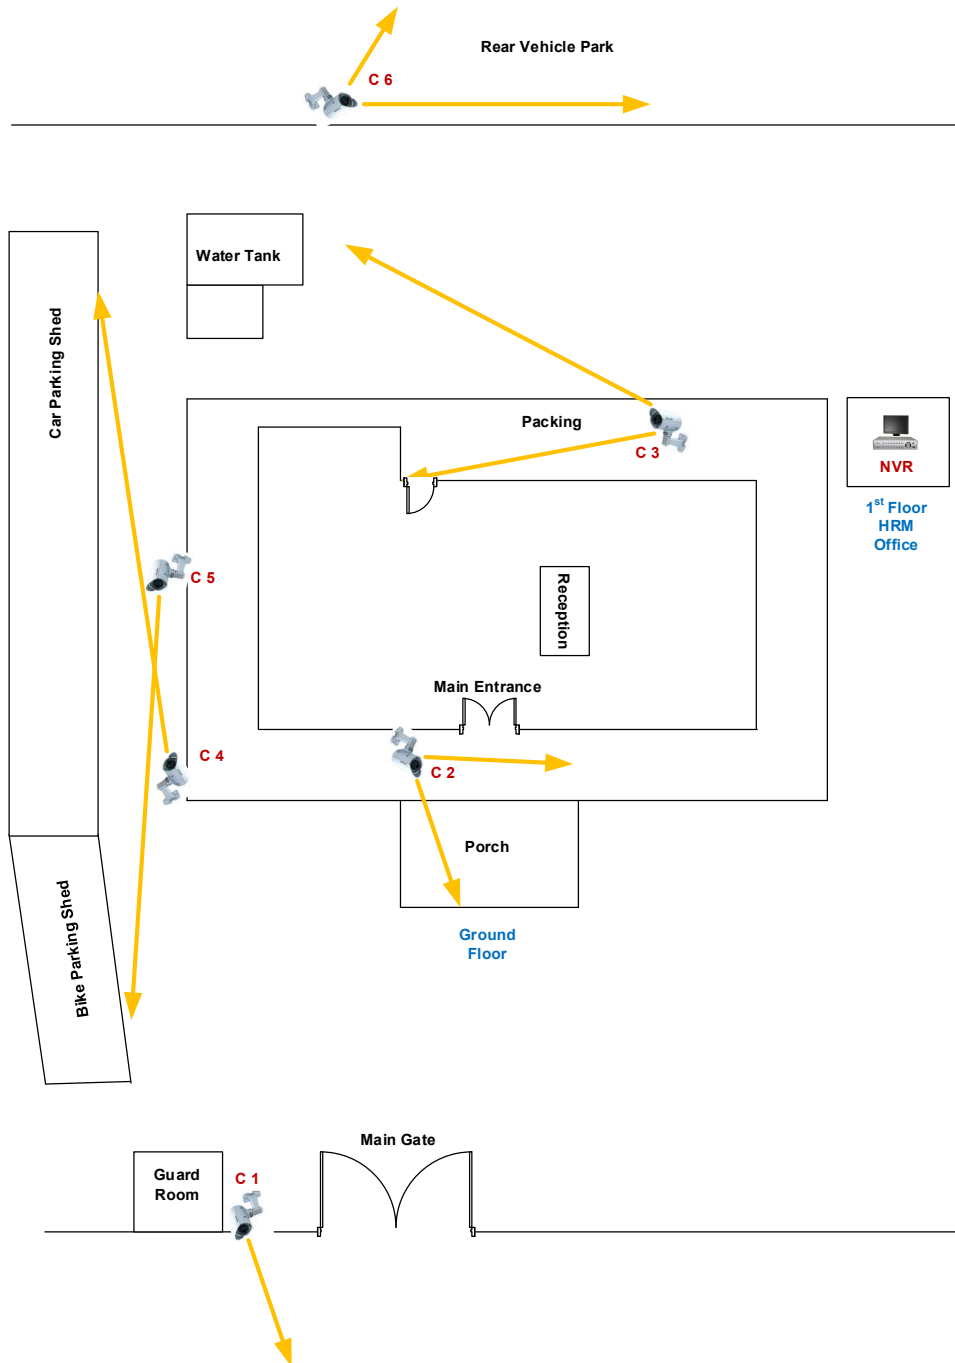 Rear Vehicle Park
C 6
Water Tank
Car Parking Shed
Packing
C 3
NVR
1st Floor
HRM
Office
C 5
Reception
Main Entrance
C 4
C 2
Porch
Ground
Floor
Bike Parking Shed
Main Gate
Guard
Room
C 1